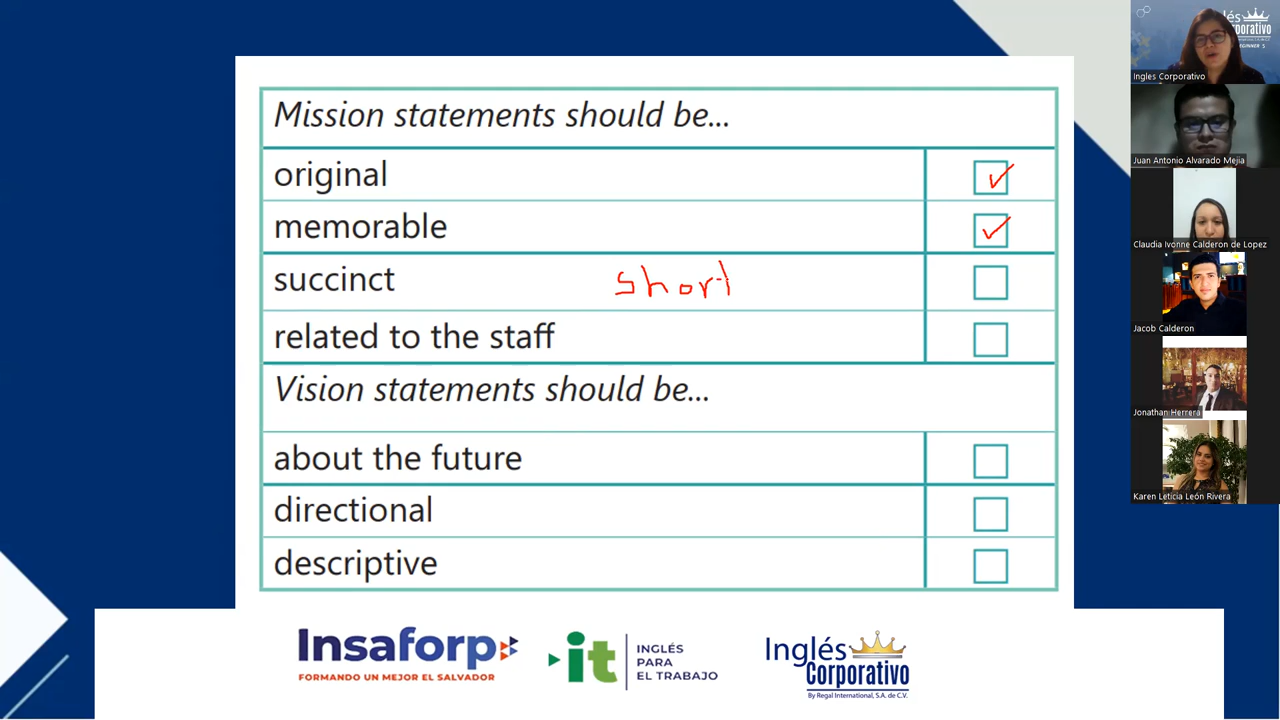 Mission statements should be...
original
memorable
succinct short
related to the staff
Vision statements should be...
about the future
directional
descriptive
Insaforp
FORMANDO UN MEJOR EL SALVADOR
it
INGLÉS
PARA
EL TRABAJO
Inglés
Corporativo
By Regal International, S.A. de C.V.
Ingles Corporativo
Juan Antonio Alvarado Mejia
Claudia Ivonne Calderon de Lopez
Jacob Calderon
Jonathan Herrera
Karen Leticia León Rivera